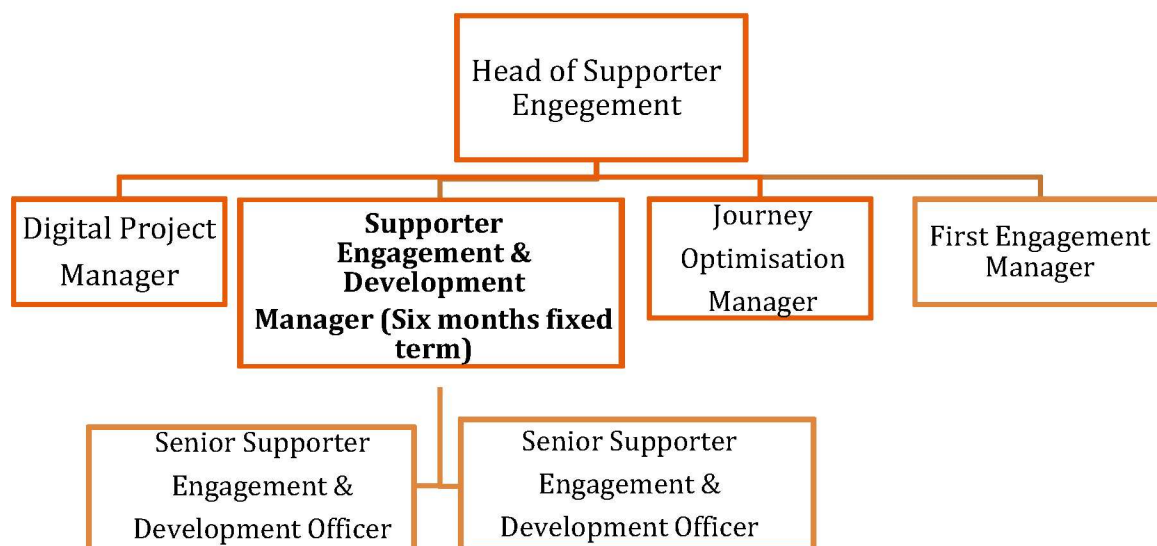 Head of Supporter
Engegement
Digital Project
Manager
Supporter
Engagement &
Development
Manager (Six months fixed
term)
Journey
Optimisation
Manager
First Engagement
Manager
Senior Supporter
Engagement &
Development Officer
Senior Supporter
Engagement &
Development Officer